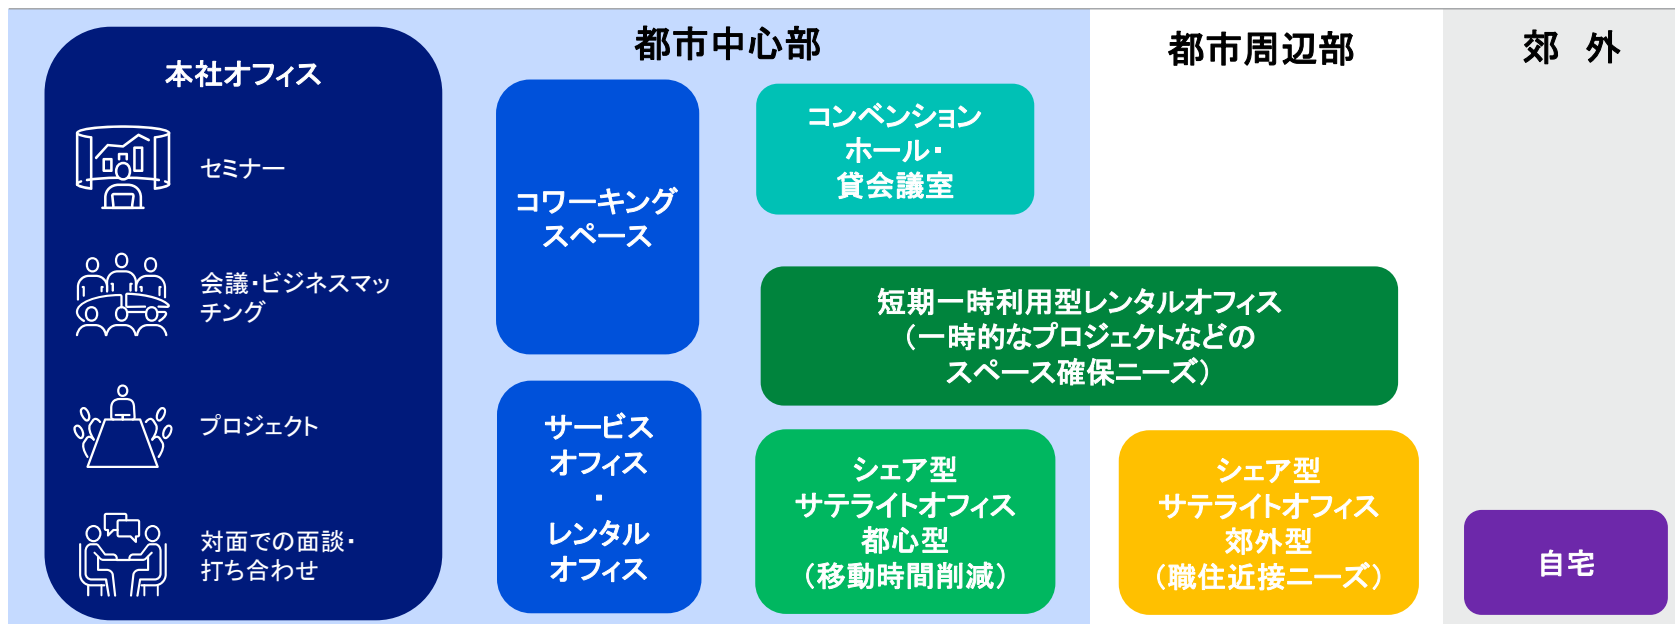 都市中心部
都市周辺部
郊 外
本社オフィス
セミナー
会議・ビジネスマッ
チング
プロジェクト
対面での面談・
打ち合わせ
コワーキング
スペース
サービス
オフィス
・
レンタル
オフィス
コンベンション
ホール・
貸会議室
短期一時利用型レンタルオフィス
（一時的なプロジェクトなどの
スペース確保ニーズ）
シェア型
サテライトオフィス
都心型
（移動時間削減）
シェア型
サテライトオフィス
郊外型
（職住近接ニーズ）
自宅